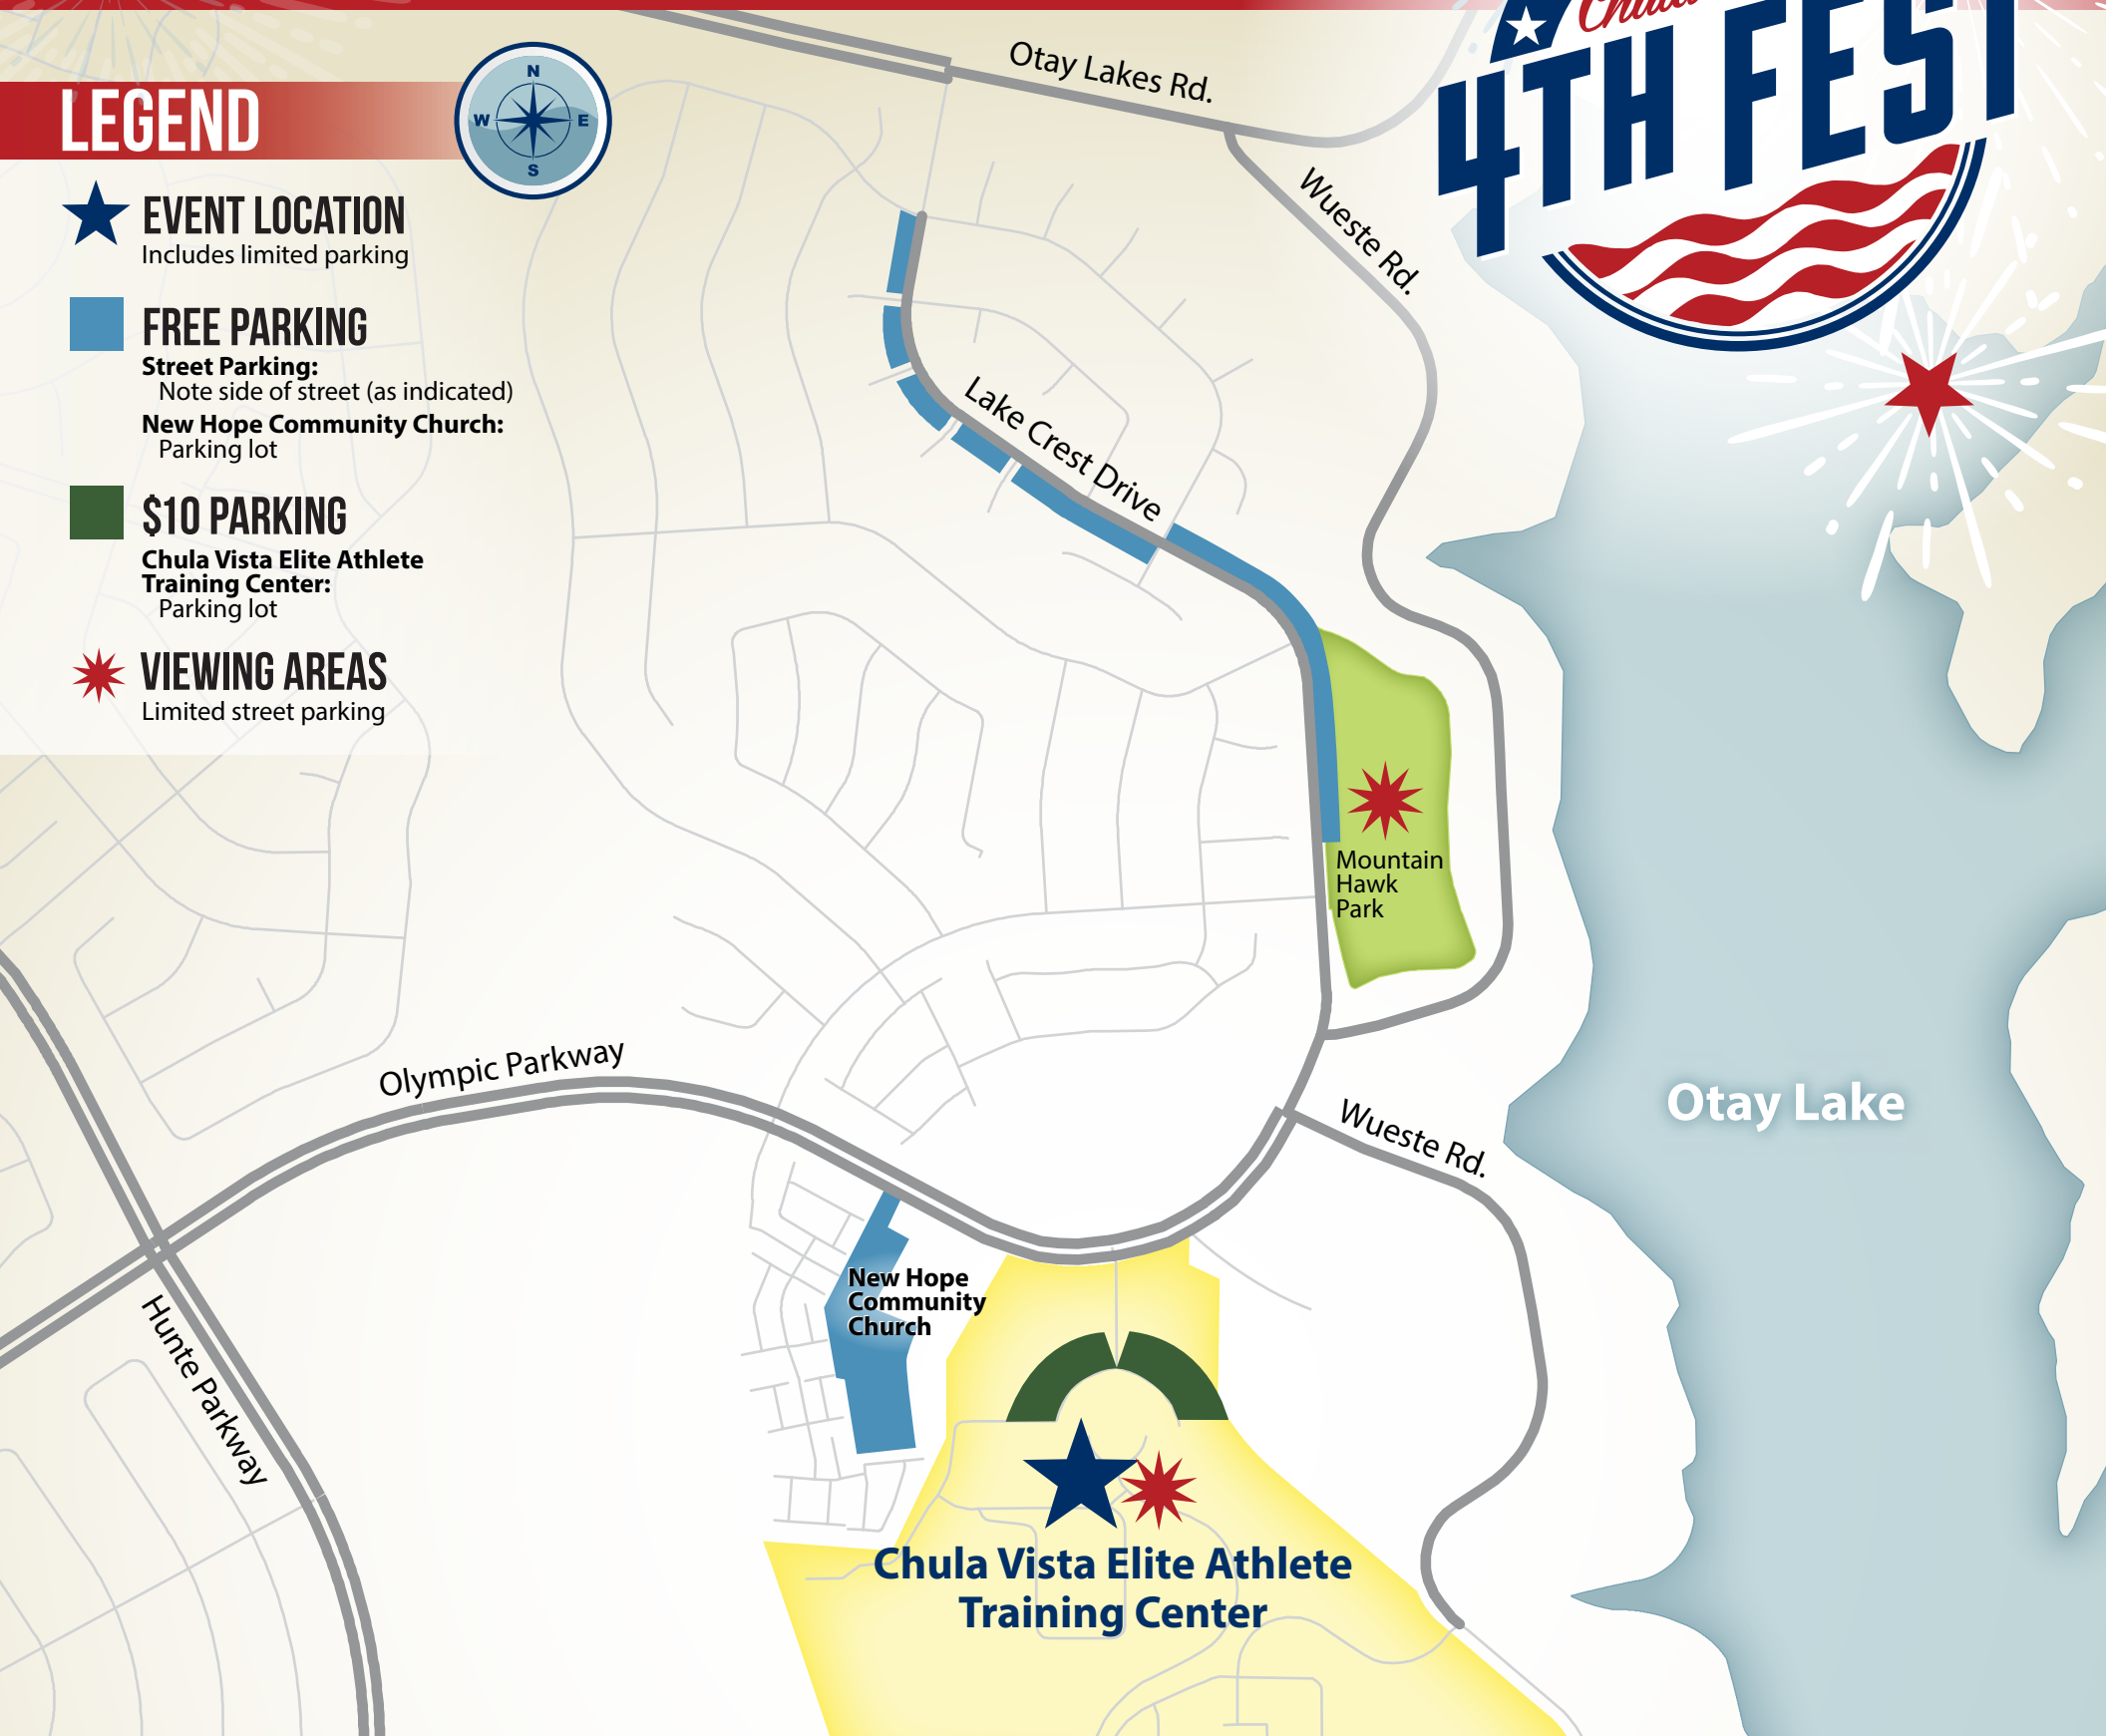 LEGEND
N
W
E
S
EVENT LOCATION
Includes limited parking
FREE PARKING
Street Parking:
Note side of street (as indicated)
New Hope Community Church:
Parking lot
$10 PARKING
Chula Vista Elite Athlete
Training Center:
Parking lot
VIEWING AREAS
Limited street parking
4TH FEST
Otay Lakes Rd.
Wueste Rd.
Lake Crest Drive
Mountain
Hawk
Park
Olympic Parkway
Otay Lake
Wueste Rd.
Hunte Parkway
New Hope
Community
Church
Chula Vista Elite Athlete
Training Center